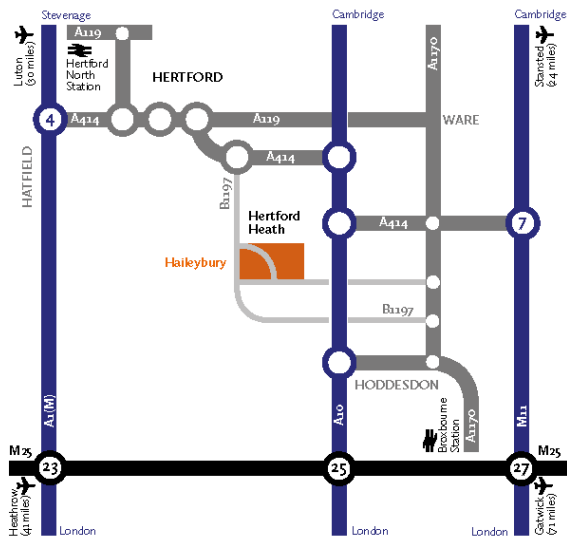 Stevenage
Cambridge
Cambridge
Luton
(30 miles)
A119
Hertford
North
Station
HERTFORD
A1170
Stansted
(24 miles)
4
A414
A119
WARE
HATFIELD
A414
B1197
Hertford
Heath
A414
7
Haileybury
B1197
HODDESDON
A1(M)
A10
Broxbourne
Station
A1170
M11
M25
23
25
27
M25
Heathrow
(41 miles)
London
London
London
Gatwick
(71 miles)